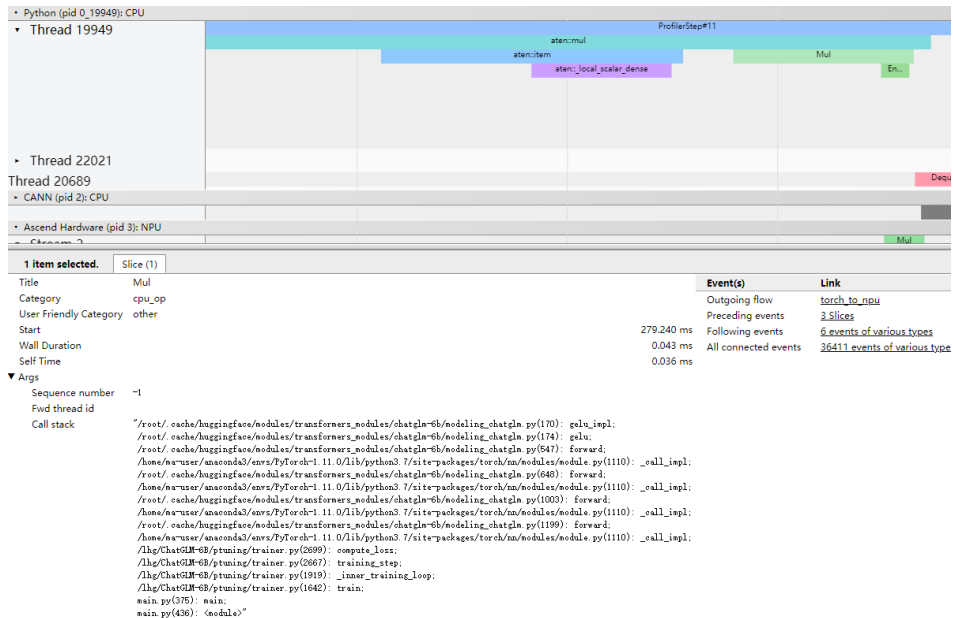 Python (pid 0_19949): CPU
Thread 19949
ProfilerStep#11
aten::mul
aten::item
Mul
aten::_local_scalar_dense
En...
Thread 22021
Thread 20689
Dequ
CANN (pid 2): CPU
Ascend Hardware (pid 3): NPU
Stream 2
Mul
1 item selected. Slice (1)
Title Mul
Category cpu_op
User Friendly Category other
Start 279.240 ms
Wall Duration 0.043 ms
Self Time 0.036 ms
Args
Sequence number -1
Fwd thread id
Call stack "/root/.cache/huggingface/modules/transformers_modules/chatglm-6b/modeling_chatglm.py(170): gelu_impl;
/root/.cache/huggingface/modules/transformers_modules/chatglm-6b/modeling_chatglm.py(174): gelu;
/root/.cache/huggingface/modules/transformers_modules/chatglm-6b/modeling_chatglm.py(547): forward;
/home/ma-user/anaconda3/envs/PyTorch-1.11.0/lib/python3.7/site-packages/torch/nn/modules/module.py(1110): _call_impl;
/root/.cache/huggingface/modules/transformers_modules/chatglm-6b/modeling_chatglm.py(648): forward;
/home/ma-user/anaconda3/envs/PyTorch-1.11.0/lib/python3.7/site-packages/torch/nn/modules/module.py(1110): _call_impl;
/root/.cache/huggingface/modules/transformers_modules/chatglm-6b/modeling_chatglm.py(1003): forward;
/home/ma-user/anaconda3/envs/PyTorch-1.11.0/lib/python3.7/site-packages/torch/nn/modules/module.py(1110): _call_impl;
/root/.cache/huggingface/modules/transformers_modules/chatglm-6b/modeling_chatglm.py(1199): forward;
/home/ma-user/anaconda3/envs/PyTorch-1.11.0/lib/python3.7/site-packages/torch/nn/modules/module.py(1110): _call_impl;
/lhg/ChatGLM-6B/ptuning/trainer.py(2699): compute_loss;
/lhg/ChatGLM-6B/ptuning/trainer.py(2667): training_step;
/lhg/ChatGLM-6B/ptuning/trainer.py(1919): _inner_training_loop;
/lhg/ChatGLM-6B/ptuning/trainer.py(1642): train;
main.py(375): main;
main.py(436): <module>"
Event(s) Link
Outgoing flow torch_to_npu
Preceding events 3 Slices
Following events 6 events of various types
All connected events 36411 events of various type